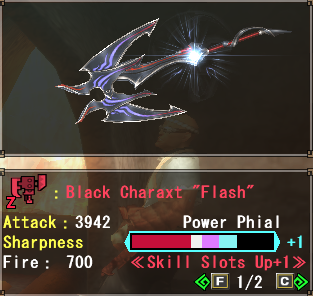 Z : Black Charaxt "Flash"
Attack : 3942 Power Phial
Sharpness +1
Fire : 700 ≪Skill Slots Up+1≫
F 1/2 C